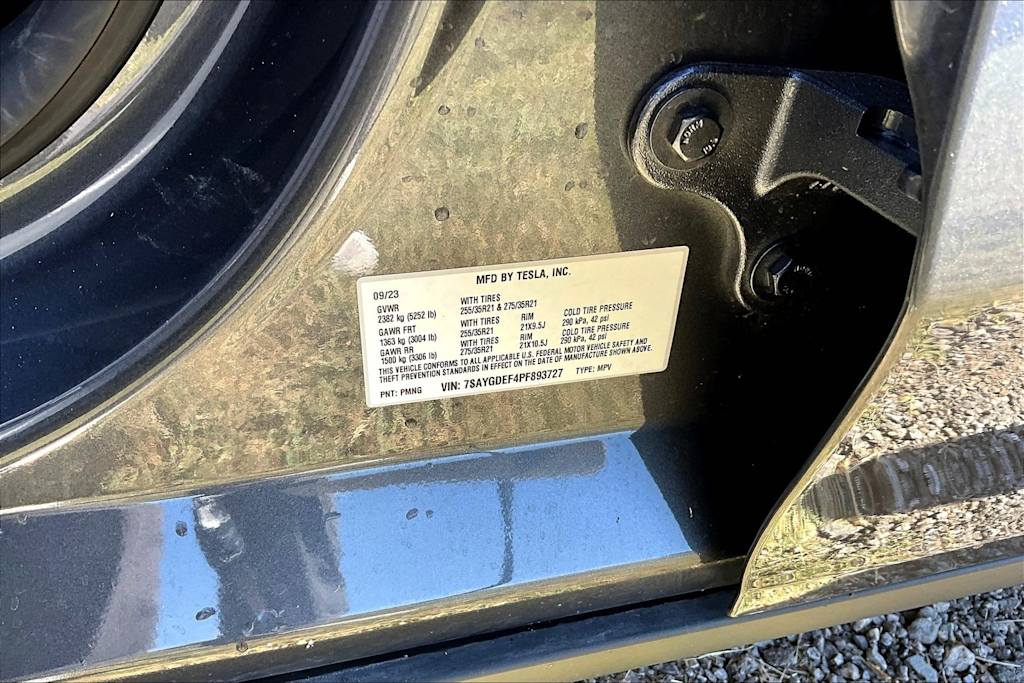 MFD BY TESLA, INC.
09/23
GVWR WITH TIRES
2382 kg (5252 lb) 255/35R21 & 275/35R21
GAWR FRT WITH TIRES RIM COLD TIRE PRESSURE
1363 kg (3004 lb) 255/35R21 21X9.5J 290 kPa, 42 psi
GAWR RR WITH TIRES RIM COLD TIRE PRESSURE
1500 kg (3306 lb) 275/35R21 21X10.5J 290 kPa, 42 psi
THIS VEHICLE CONFORMS TO ALL APPLICABLE U.S. FEDERAL MOTOR VEHICLE SAFETY AND
THEFT PREVENTION STANDARDS IN EFFECT ON THE DATE OF MANUFACTURE SHOWN ABOVE.
PNT: PMNG VIN: 7SAYGDEF4PF893727 TYPE: MPV